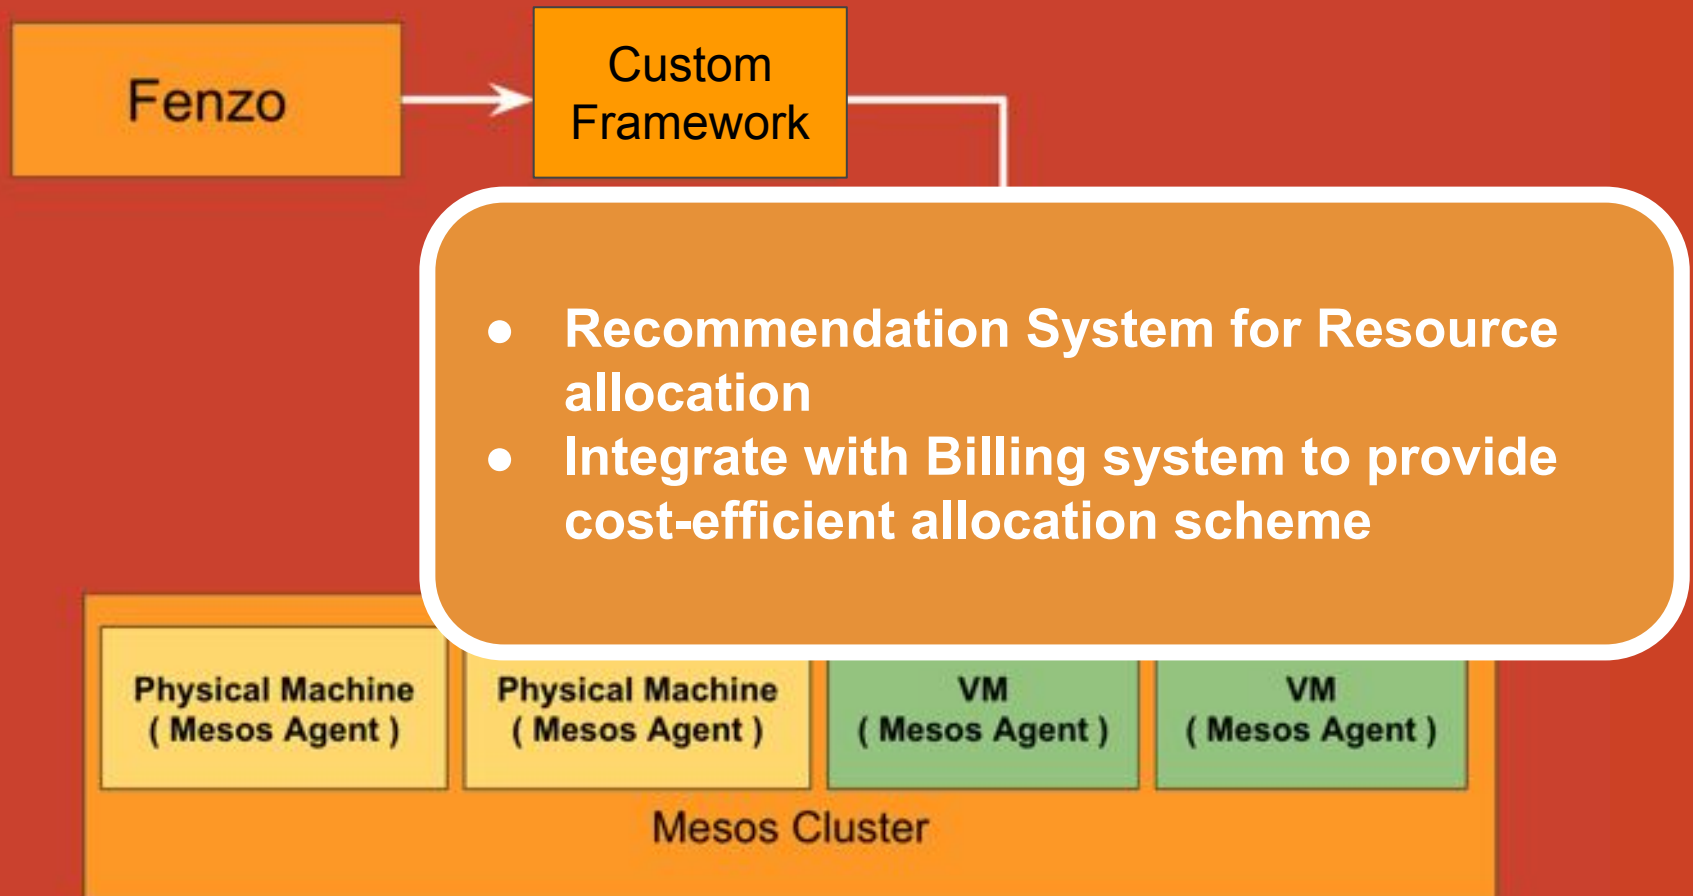 Fenzo
Custom
Framework
● Recommendation System for Resource
allocation
● Integrate with Billing system to provide
cost-efficient allocation scheme
Physical Machine
( Mesos Agent )
Physical Machine
( Mesos Agent )
VM
( Mesos Agent )
VM
( Mesos Agent )
Mesos Cluster